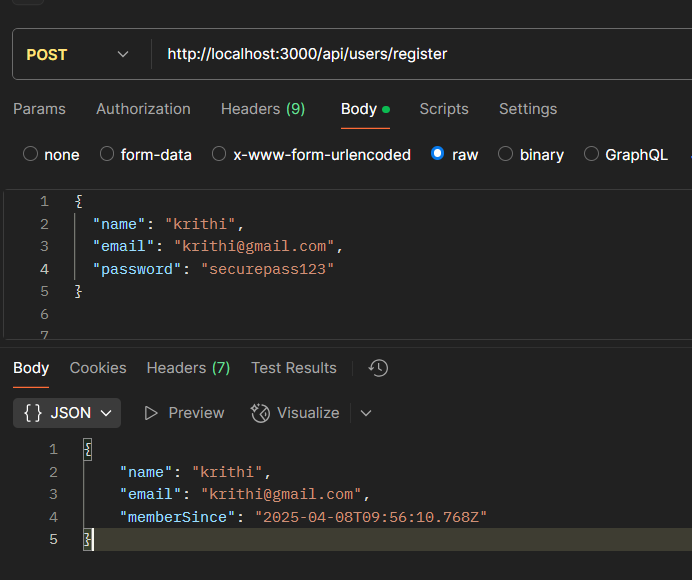 POST http://localhost:3000/api/users/register
Params Authorization Headers (9) Body Scripts Settings
none form-data x-www-form-urlencoded raw binary GraphQL
1 {
2 "name": "krithi",
3 "email": "krithi@gmail.com",
4 "password": "securepass123"
5 }
6
7
Body Cookies Headers (7) Test Results
{} JSON Preview Visualize
1 {
2 "name": "krithi",
3 "email": "krithi@gmail.com",
4 "memberSince": "2025-04-08T09:56:10.768Z"
5 }